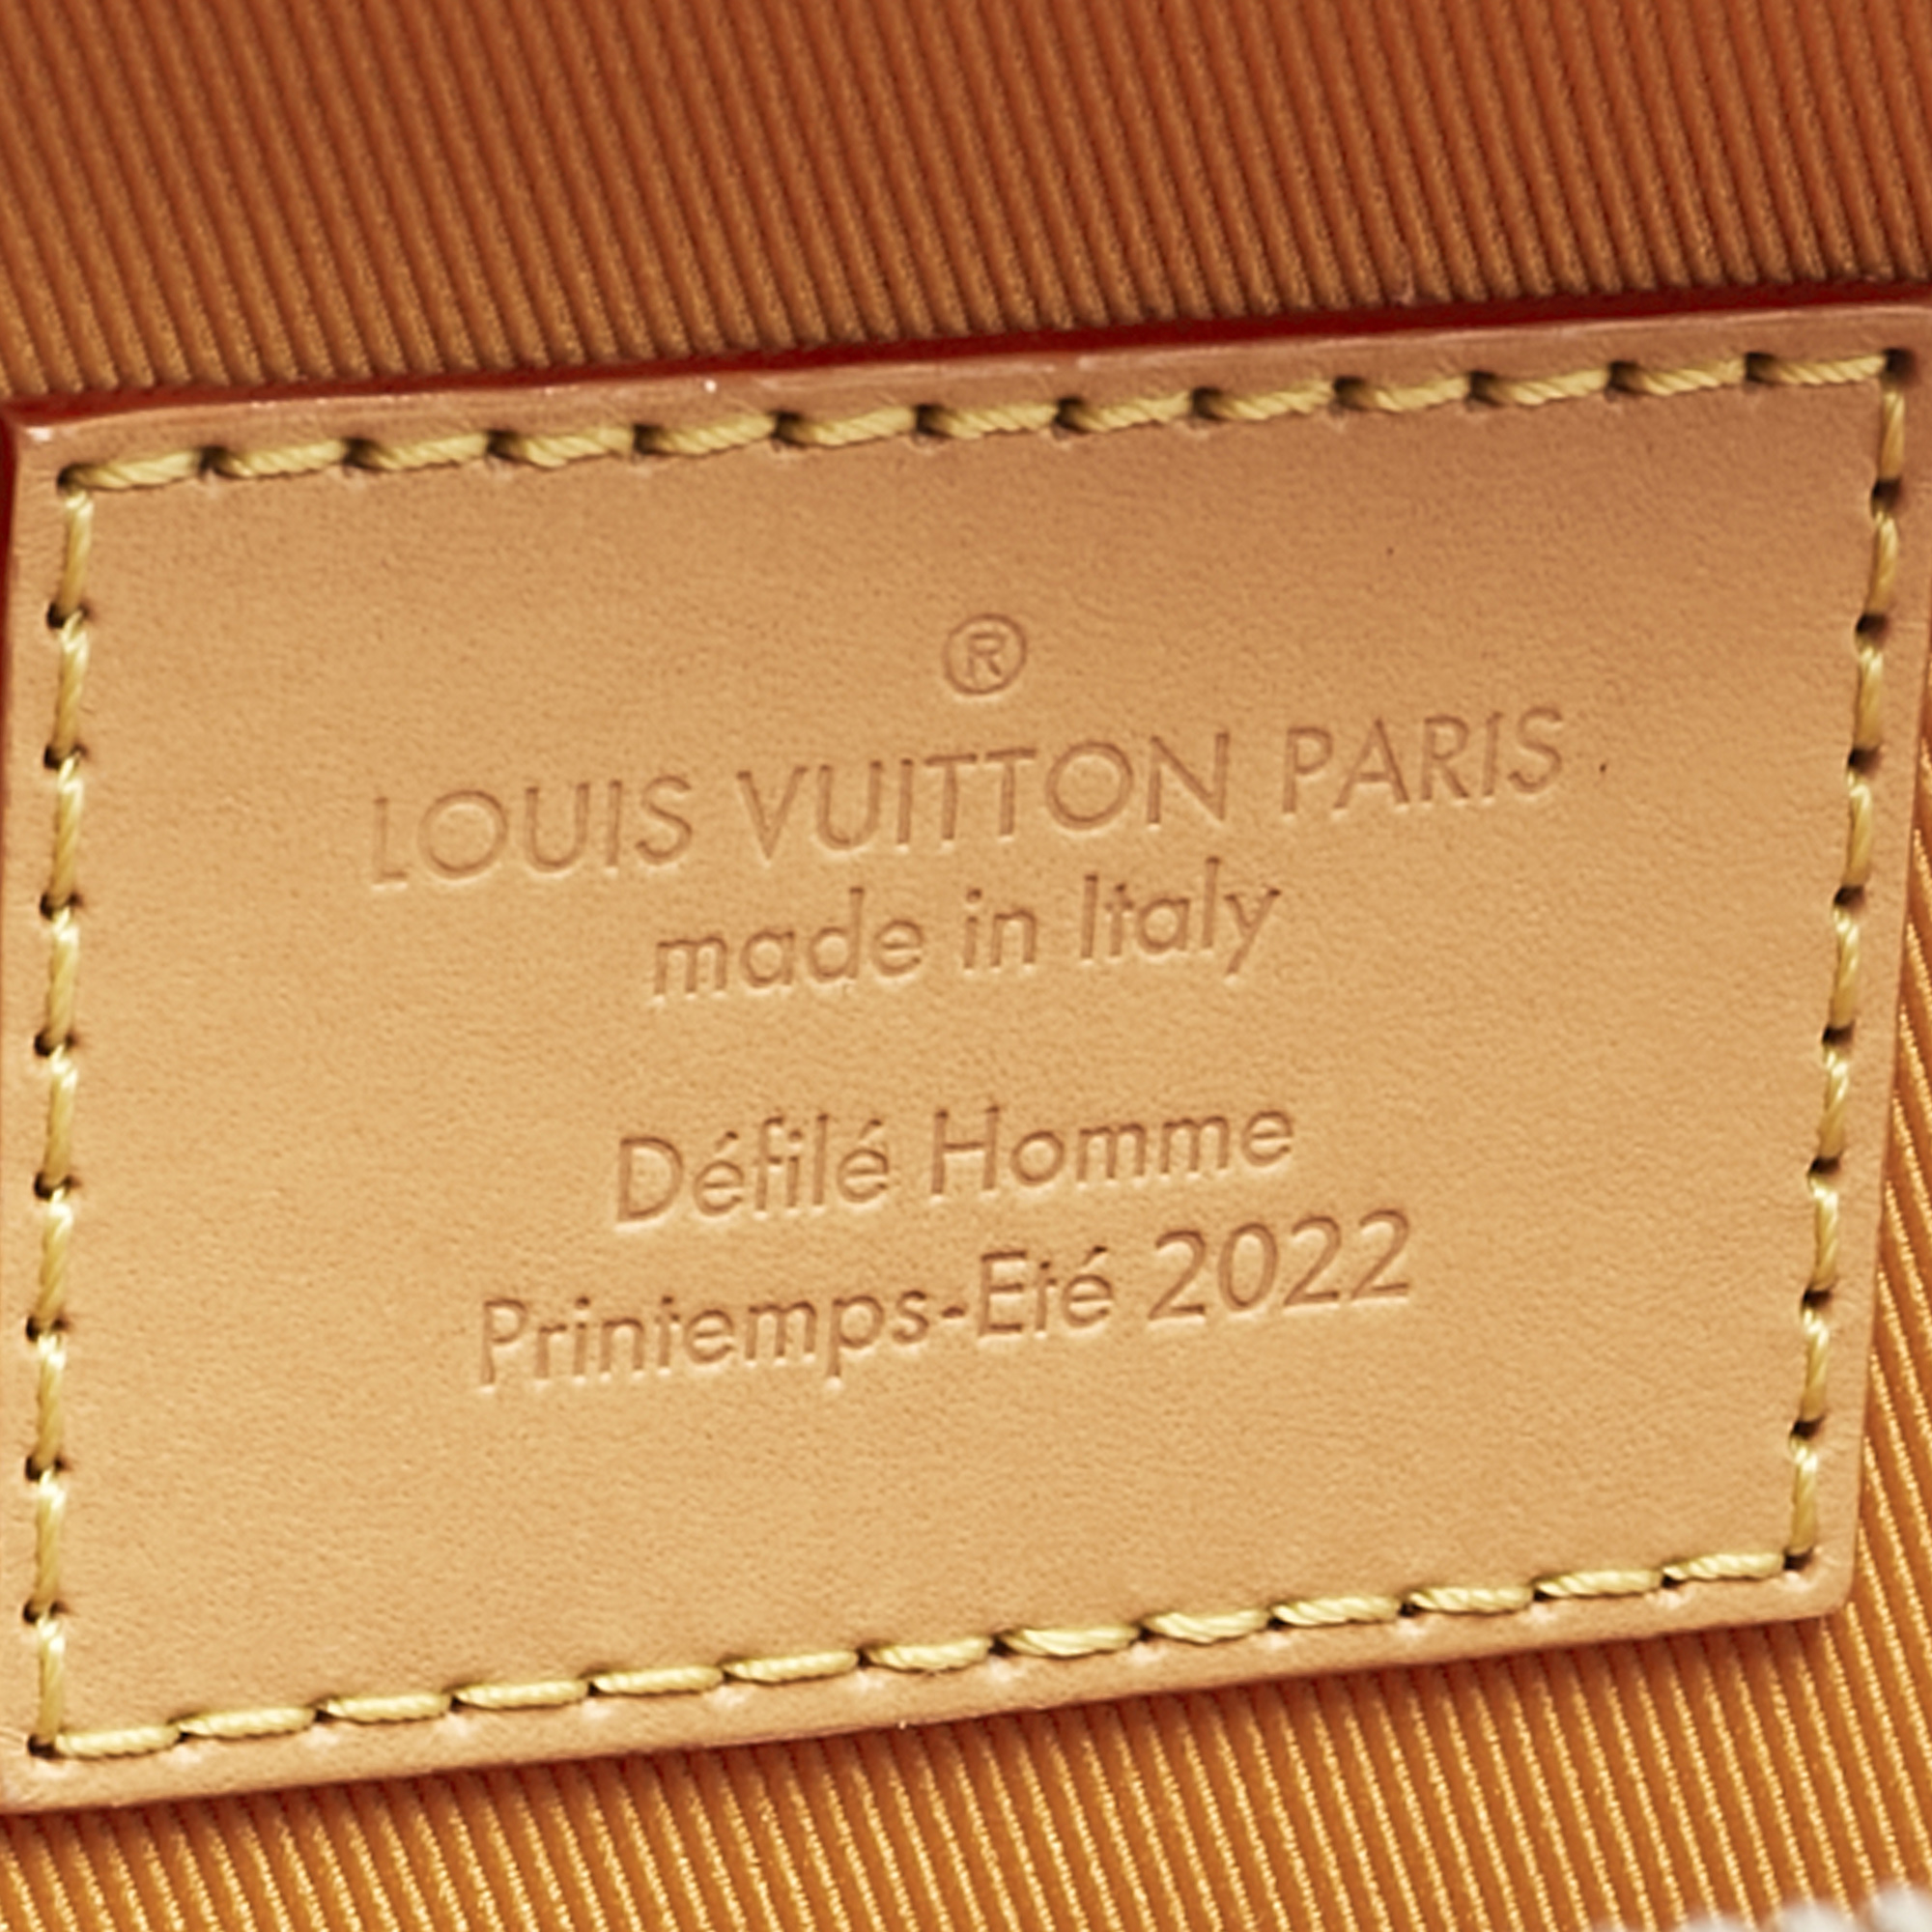 ®
LOUIS VUITTON PARIS
made in Italy
Défilé Homme
Printemps-Eté 2022